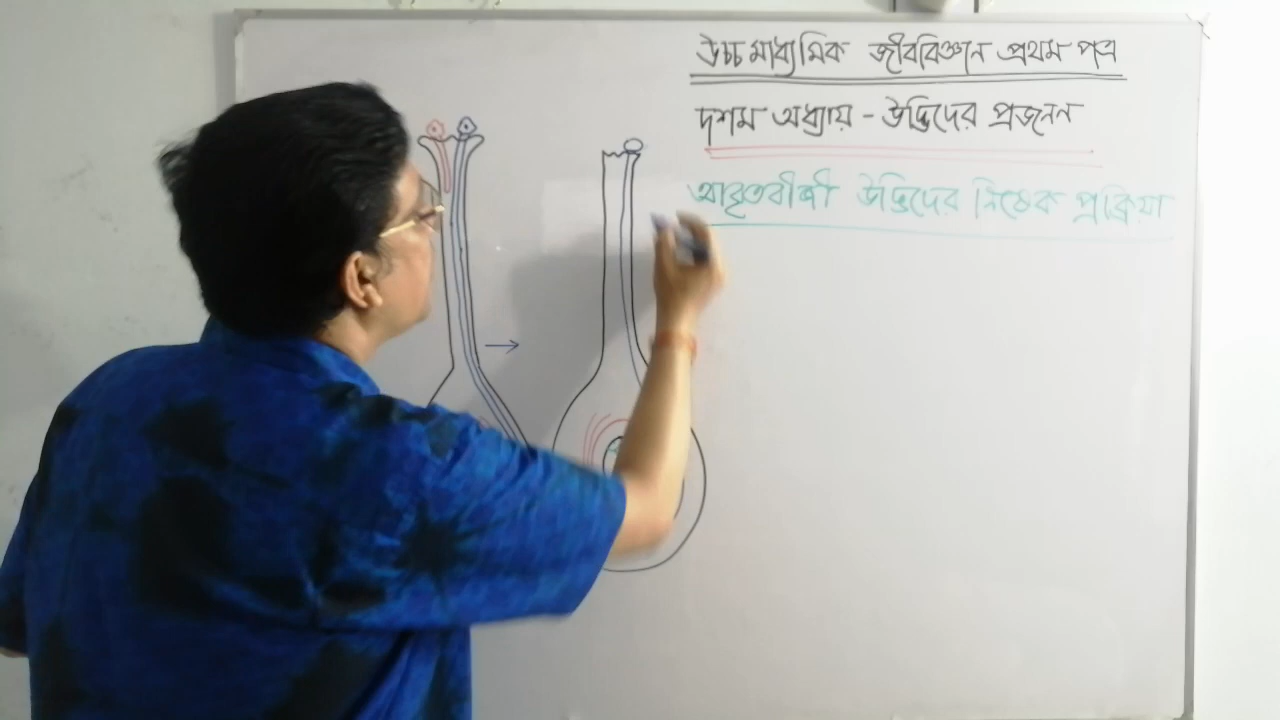 উচ্চ মাধ্যমিক জীববিজ্ঞান প্রথম পত্র
দশম অধ্যায় - উদ্ভিদের প্রজনন
আবৃতবীজী উদ্ভিদের নিষেক প্রক্রিয়া